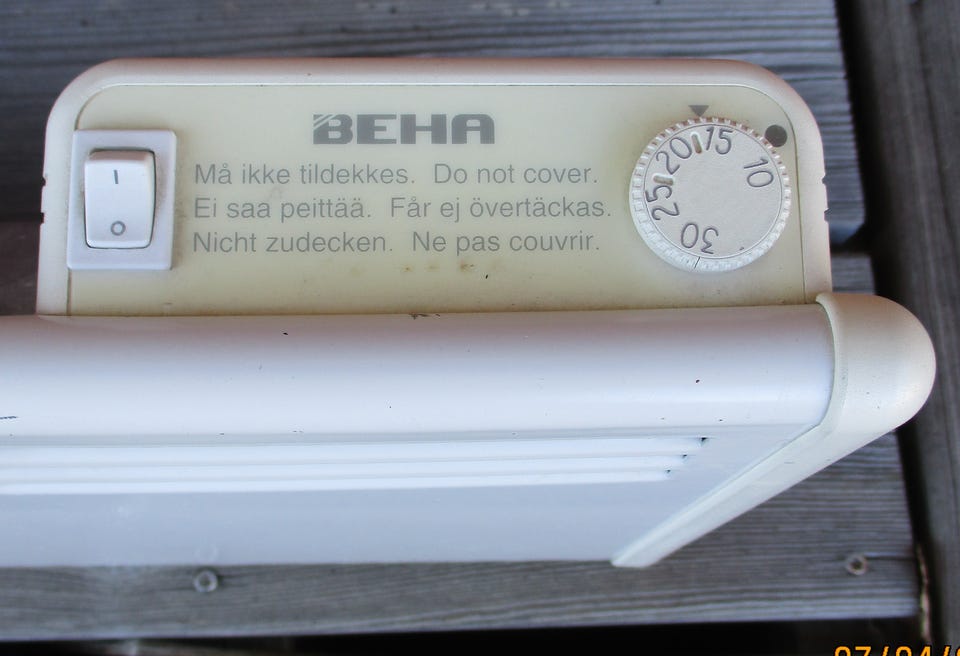 BEHA
Må ikke tildekkes. Do not cover.
Ei saa peittää. Får ej övertäckas.
Nicht zudecken. Ne pas couvrir.
I
O
10
15
20
25
30